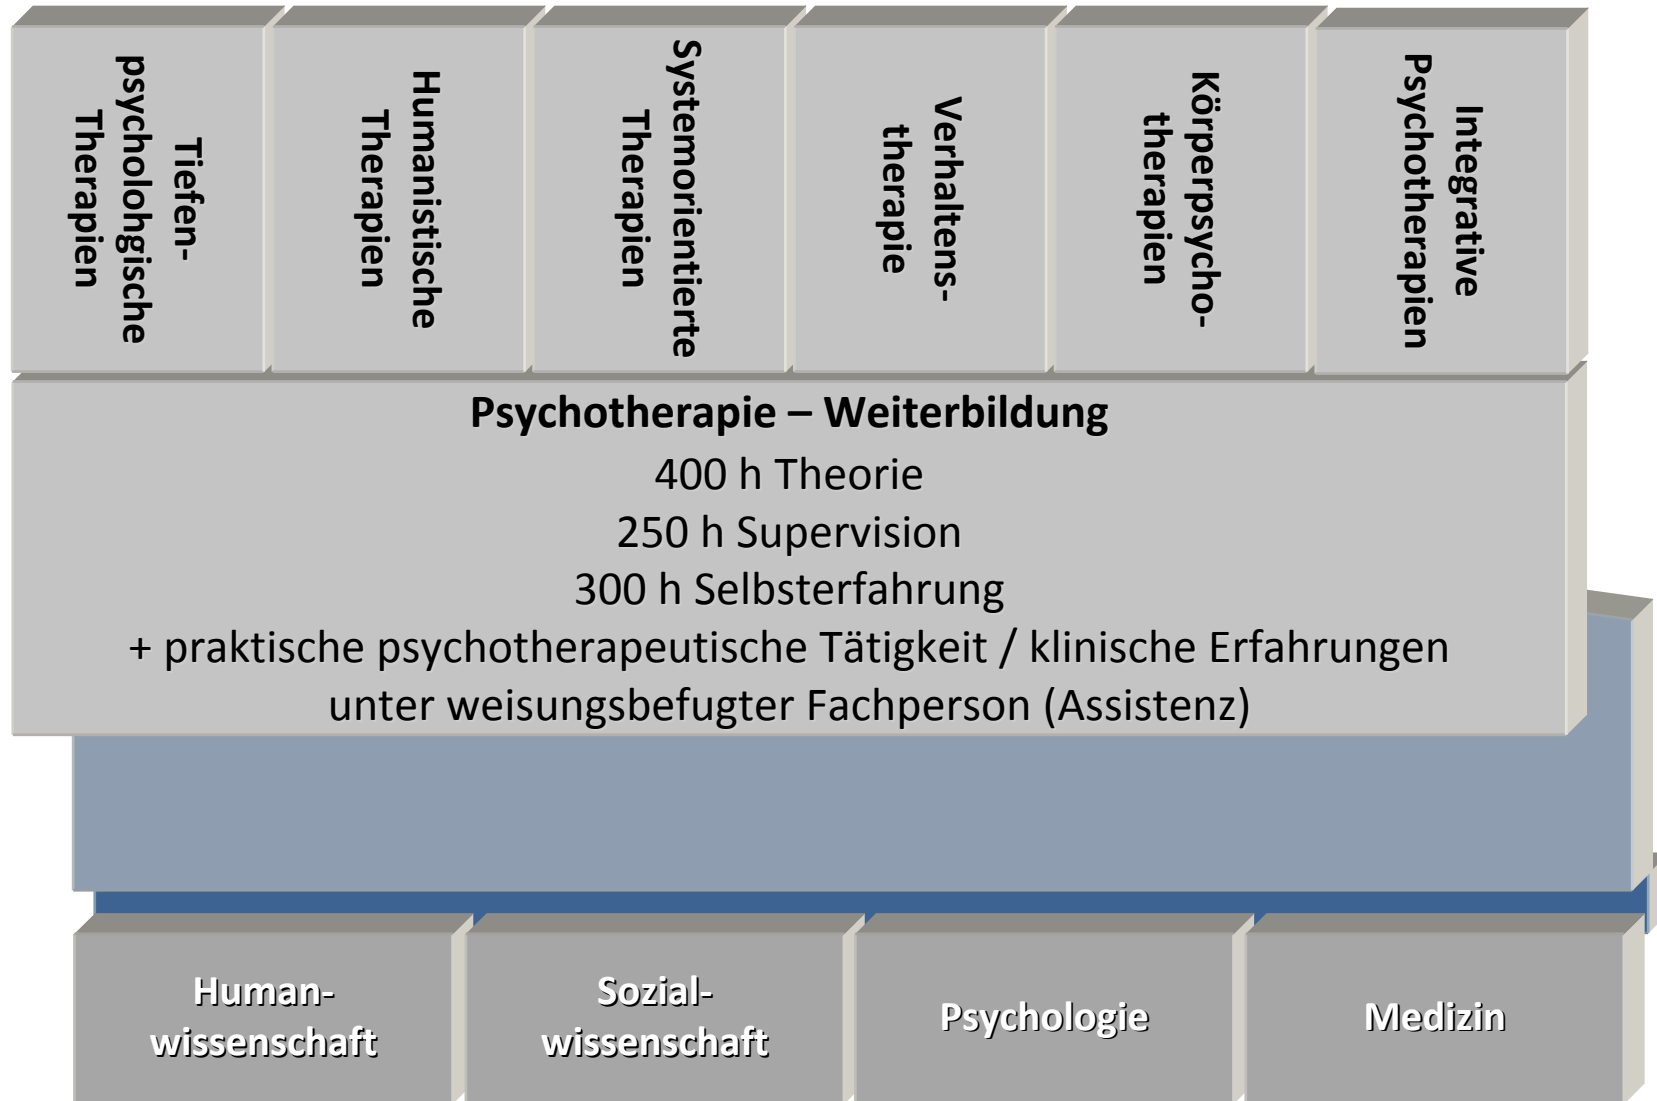 Tiefen-
psycholohgische
Therapien
Humanistische
Therapien
Systemorientierte
Therapien
Verhaltens-
therapie
Körperpsycho-
therapien
Integrative
Psychotherapien
Psychotherapie – Weiterbildung
400 h Theorie
250 h Supervision
300 h Selbsterfahrung
+ praktische psychotherapeutische Tätigkeit / klinische Erfahrungen
unter weisungsbefugter Fachperson (Assistenz)
Human-
wissenschaft
Sozial-
wissenschaft
Psychologie
Medizin